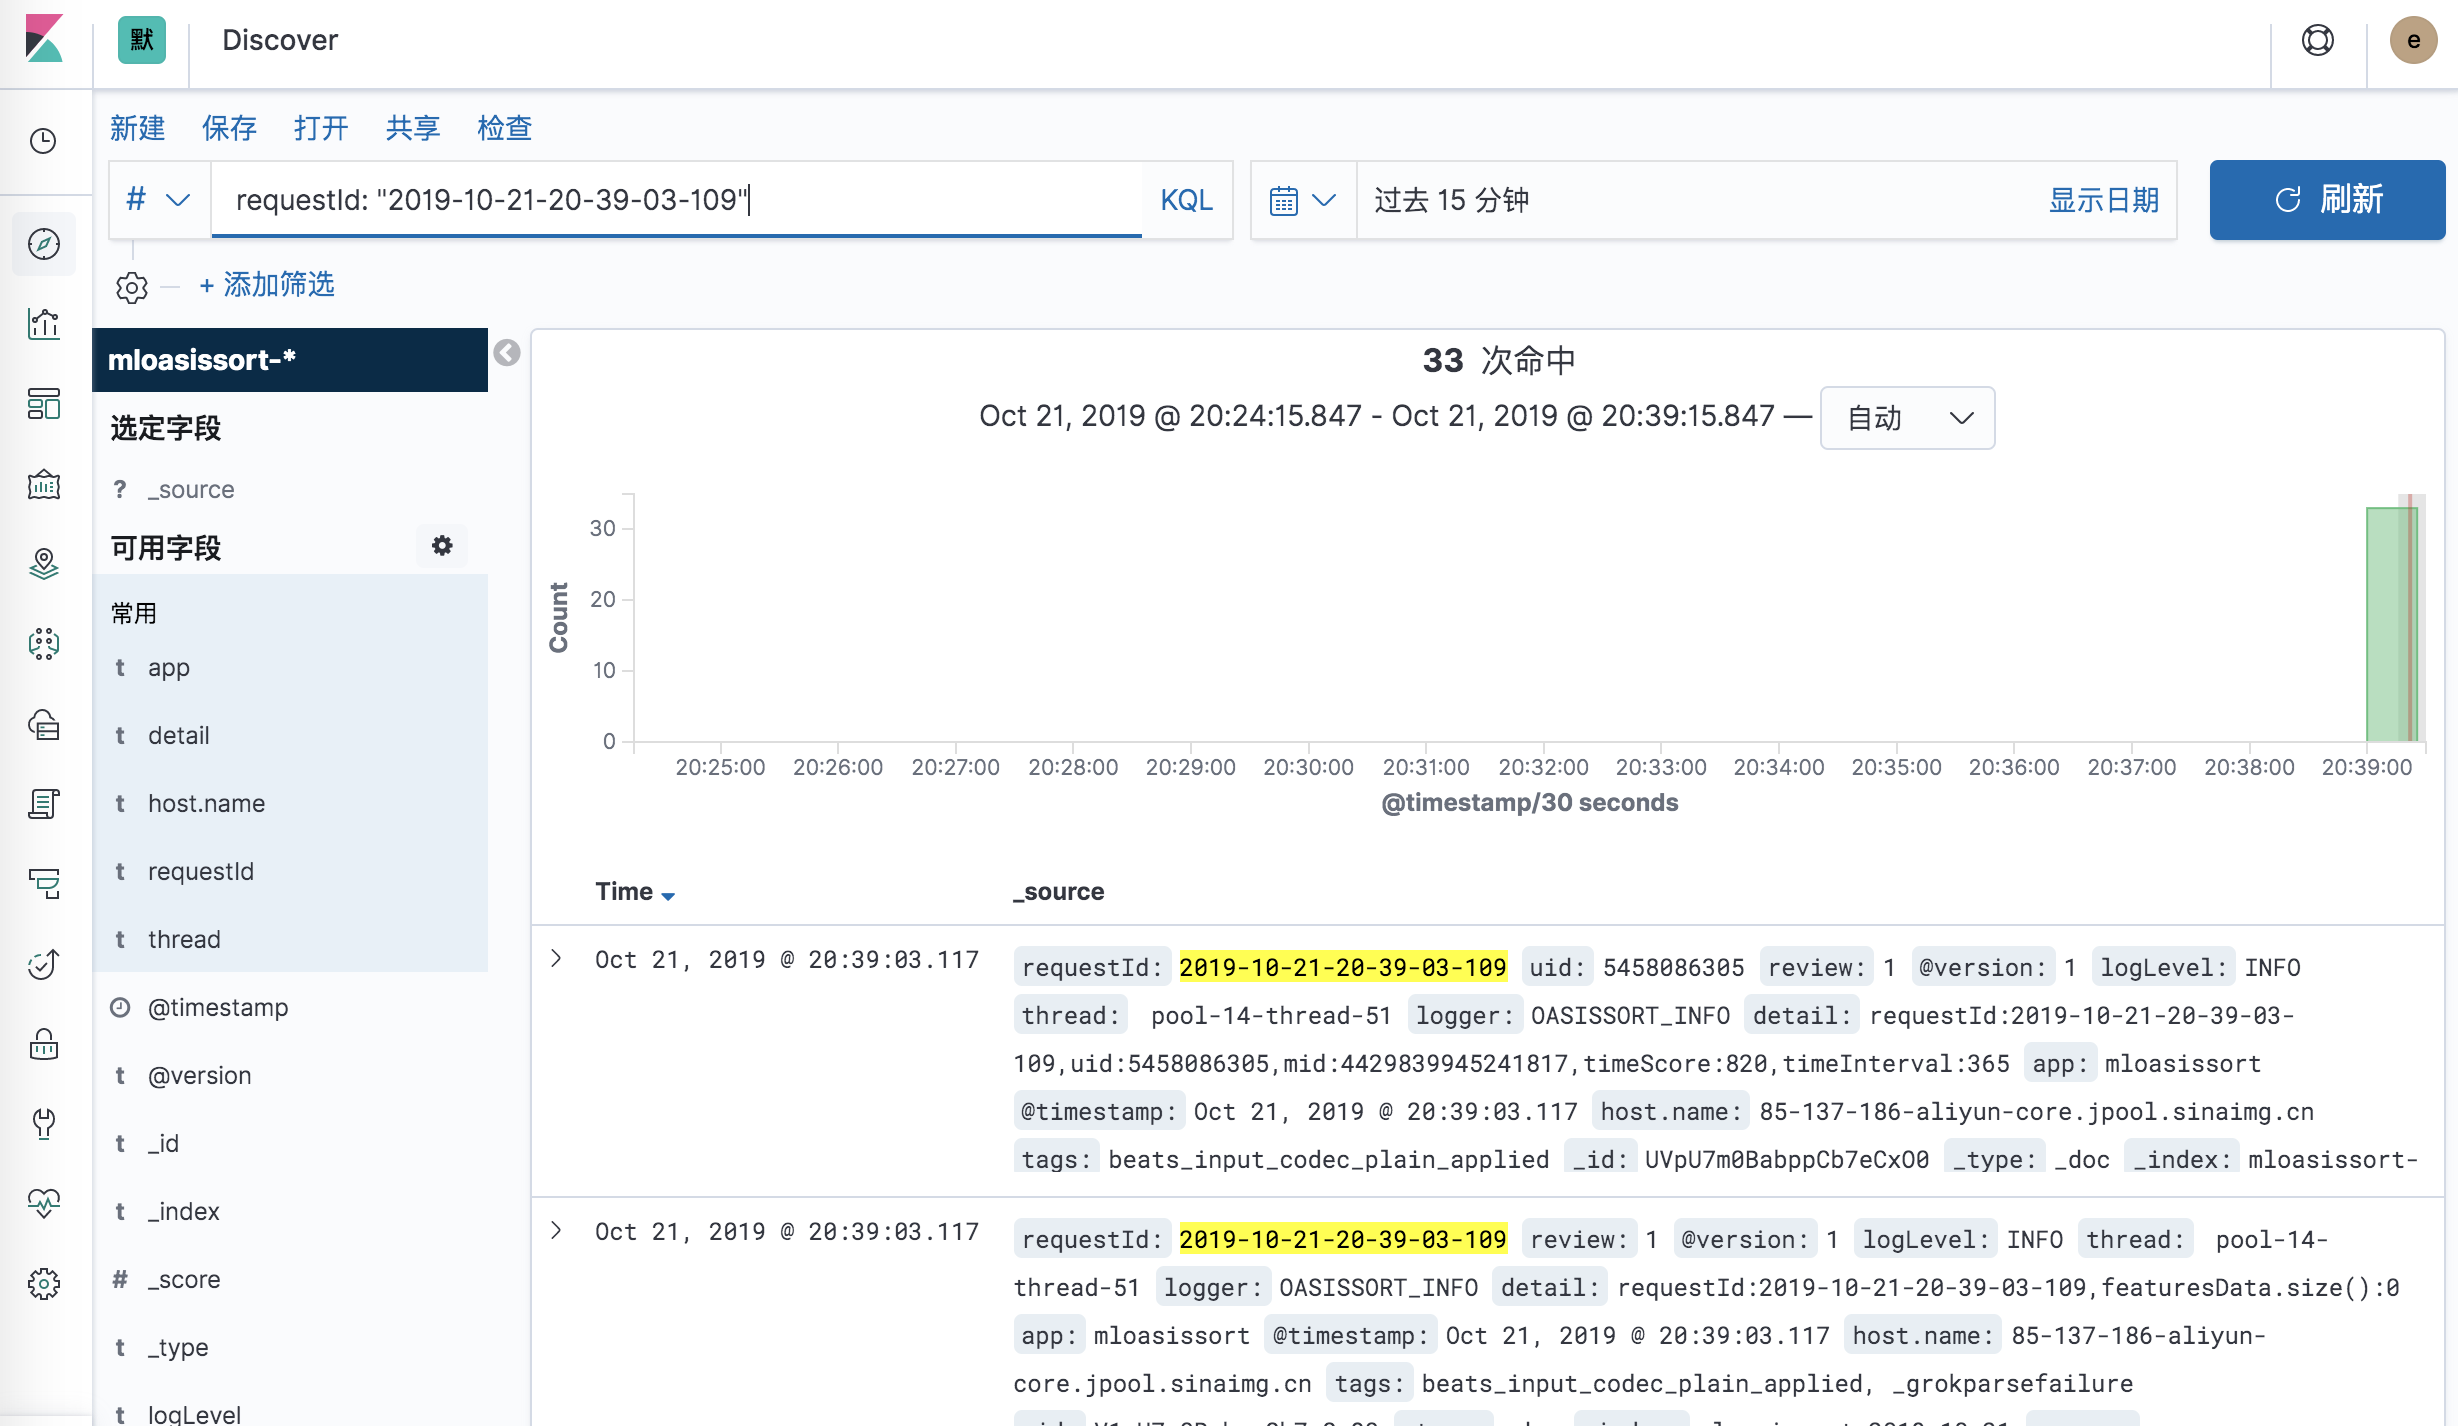 默 Discover e
新建 保存 打开 共享 检查
# requestId: "2019-10-21-20-39-03-109" KQL 过去 15 分钟 显示日期 刷新
+ 添加筛选
mloasissort-*
选定字段
? _source
可用字段
常用
t app
t detail
t host.name
t requestId
t thread
@timestamp
t @version
t _id
t _index
# _score
t _type
t logLevel
33 次命中
Oct 21, 2019 @ 20:24:15.847 - Oct 21, 2019 @ 20:39:15.847 — 自动
Count
30
20
10
0
20:25:00 20:26:00 20:27:00 20:28:00 20:29:00 20:30:00 20:31:00 20:32:00 20:33:00 20:34:00 20:35:00 20:36:00 20:37:00 20:38:00 20:39:00
@timestamp/30 seconds
Time _source
Oct 21, 2019 @ 20:39:03.117 requestId: 2019-10-21-20-39-03-109 uid: 5458086305 review: 1 @version: 1 logLevel: INFO
thread: pool-14-thread-51 logger: OASISSORT_INFO detail: requestId:2019-10-21-20-39-03-
109,uid:5458086305,mid:4429839945241817,timeScore:820,timeInterval:365 app: mloasissort
@timestamp: Oct 21, 2019 @ 20:39:03.117 host.name: 85-137-186-aliyun-core.jpool.sinaimg.cn
tags: beats_input_codec_plain_applied _id: UVpU7m0BabppCb7eCxO0 _type: _doc _index: mloasissort-
Oct 21, 2019 @ 20:39:03.117 requestId: 2019-10-21-20-39-03-109 review: 1 @version: 1 logLevel: INFO thread: pool-14-
thread-51 logger: OASISSORT_INFO detail: requestId:2019-10-21-20-39-03-109,featuresData.size():0
app: mloasissort @timestamp: Oct 21, 2019 @ 20:39:03.117 host.name: 85-137-186-aliyun-
core.jpool.sinaimg.cn tags: beats_input_codec_plain_applied, _grokparsefailure